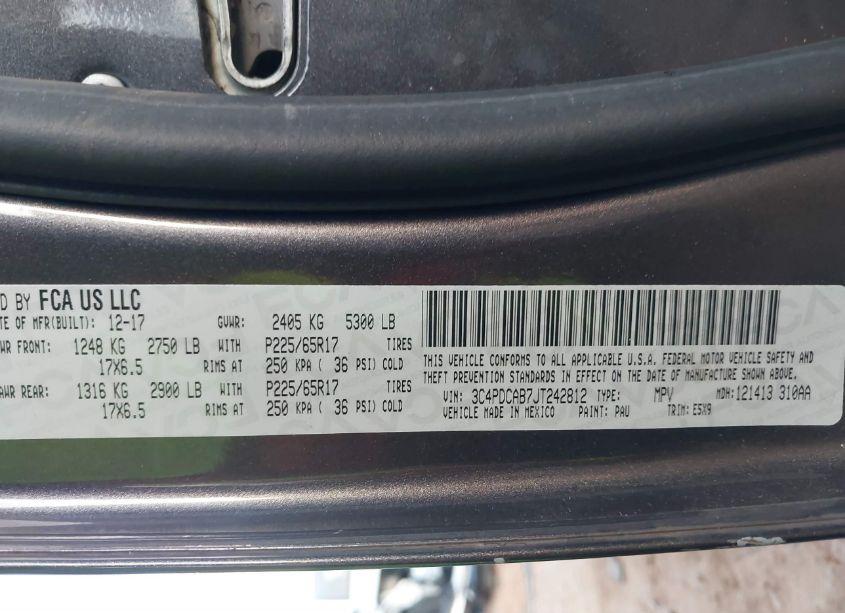 D BY FCA US LLC
TE OF MFR(BUILT): 12-17 GVWR: 2405 KG 5300 LB
WR FRONT: 1248 KG 2750 LB WITH P225/65R17 TIRES
17X6.5 RIMS AT 250 KPA ( 36 PSI) COLD
AWR REAR: 1316 KG 2900 LB WITH P225/65R17 TIRES
17X6.5 RIMS AT 250 KPA ( 36 PSI) COLD
THIS VEHICLE CONFORMS TO ALL APPLICABLE U.S.A. FEDERAL MOTOR VEHICLE SAFETY AND
THEFT PREVENTION STANDARDS IN EFFECT ON THE DATE OF MANUFACTURE SHOWN ABOVE.
VIN: 3C4PDCAB7JT242812 TYPE: MPV MDH: 121413 310AA
VEHICLE MADE IN MEXICO PAINT: PAU TRIM: E5X9